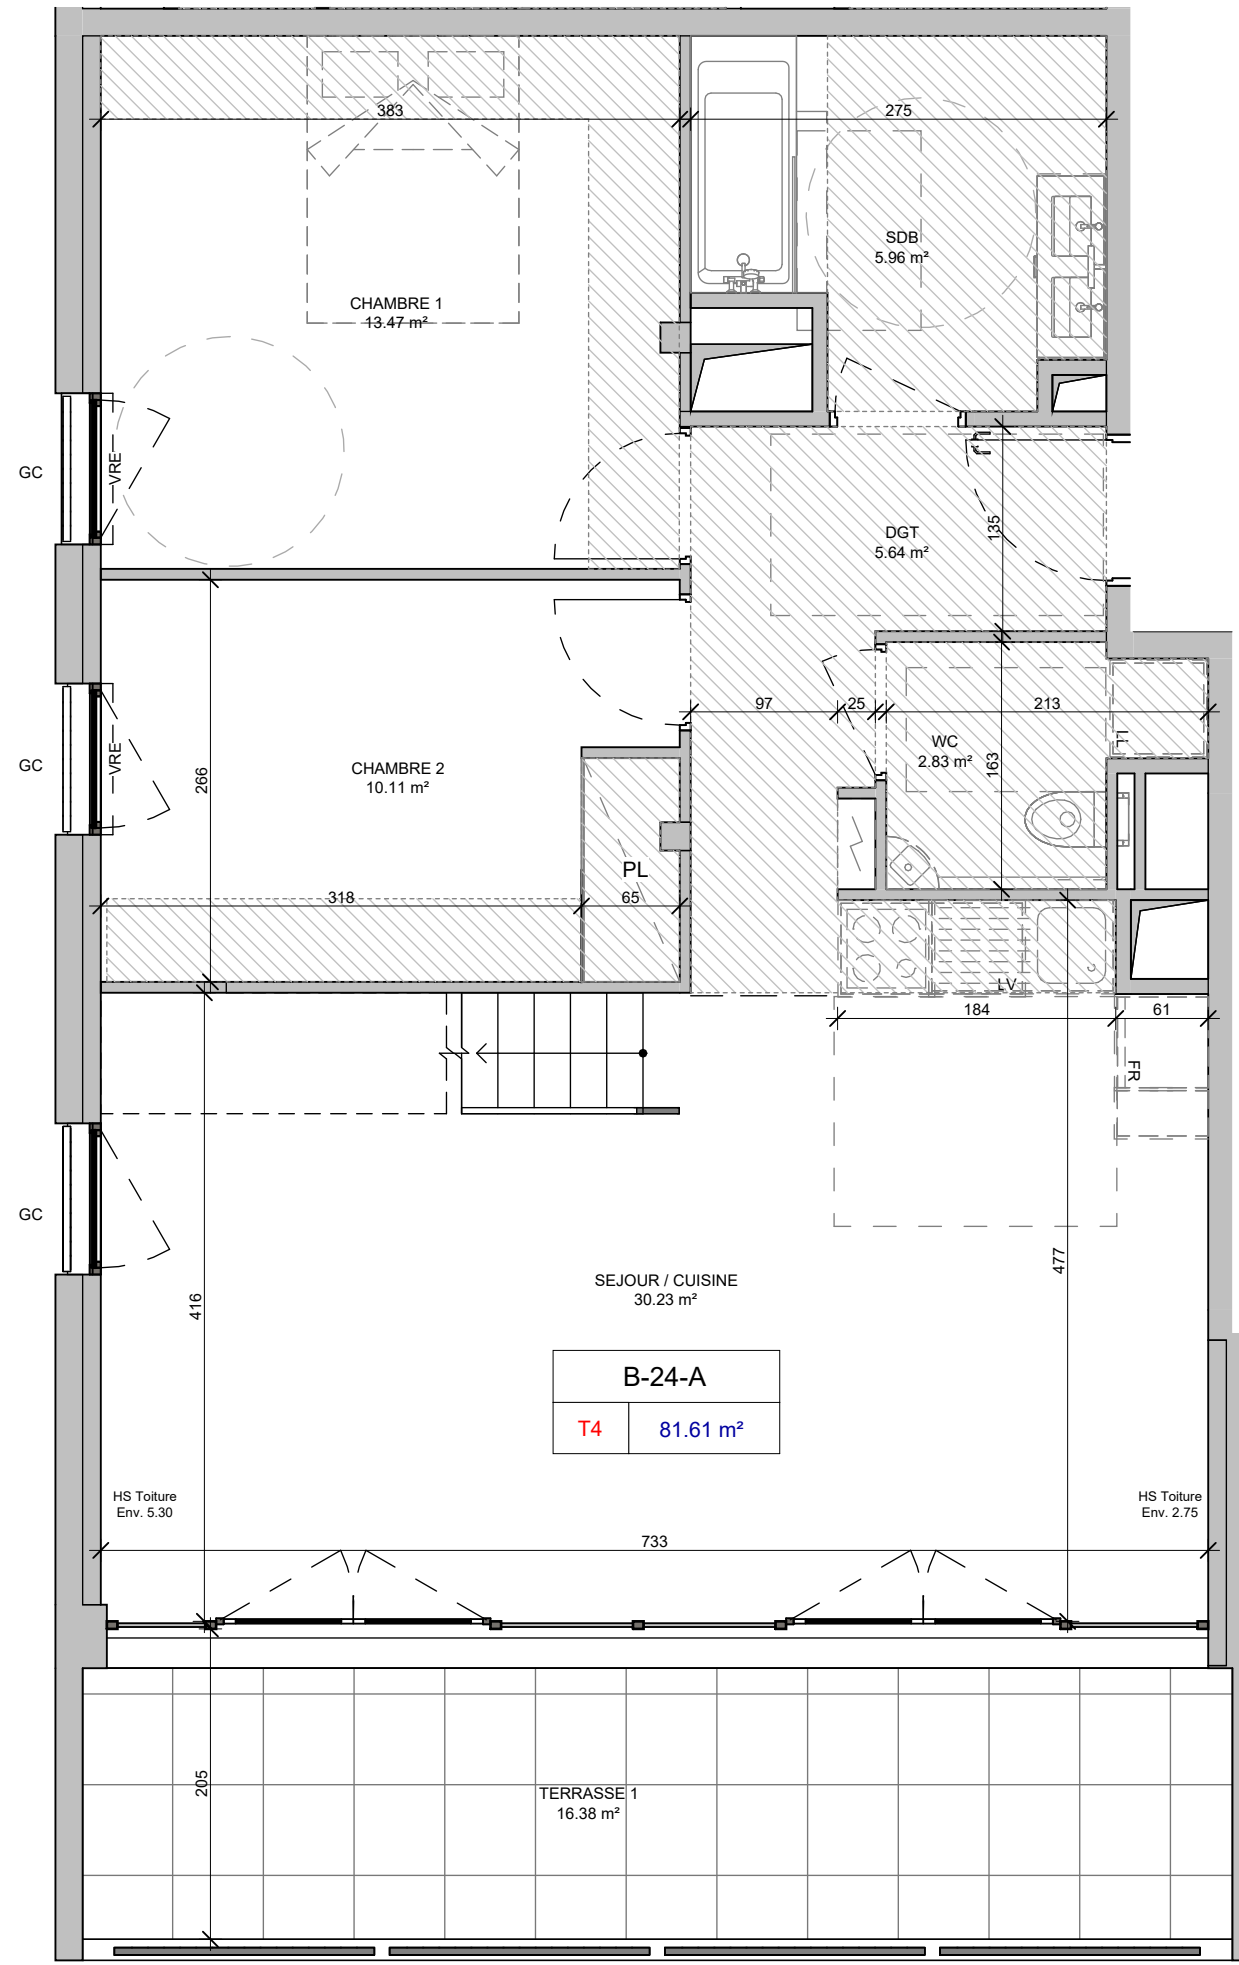 383
275
SDB
5.96 m²
CHAMBRE 1
13.47 m²
GC
VRE
DGT
5.64 m²
135
97
25
213
WC
2.83 m²
163
LL
GC
VRE
266
CHAMBRE 2
10.11 m²
PL
318
65
LV
184
61
FR
GC
416
477
SEJOUR / CUISINE
30.23 m²
B-24-A
T4
81.61 m²
HS Toiture
Env. 5.30
HS Toiture
Env. 2.75
733
205
TERRASSE 1
16.38 m²